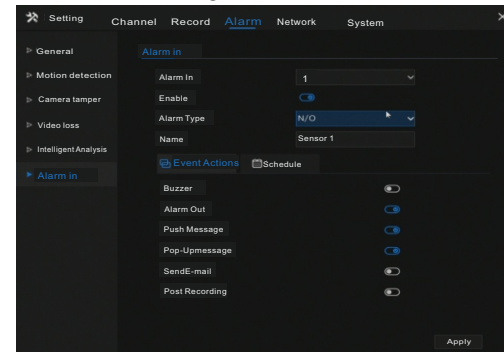 Setting
Channel Record Alarm Network System
General
Motion detection
Camera tamper
Video loss
Intelligent Analysis
Alarm in
Alarm in
Alarm In 1
Enable
Alarm Type N/O
Name Sensor 1
Event Actions Schedule
Buzzer
Alarm Out
Push Message
Pop-Upmessage
SendE-mail
Post Recording
Apply